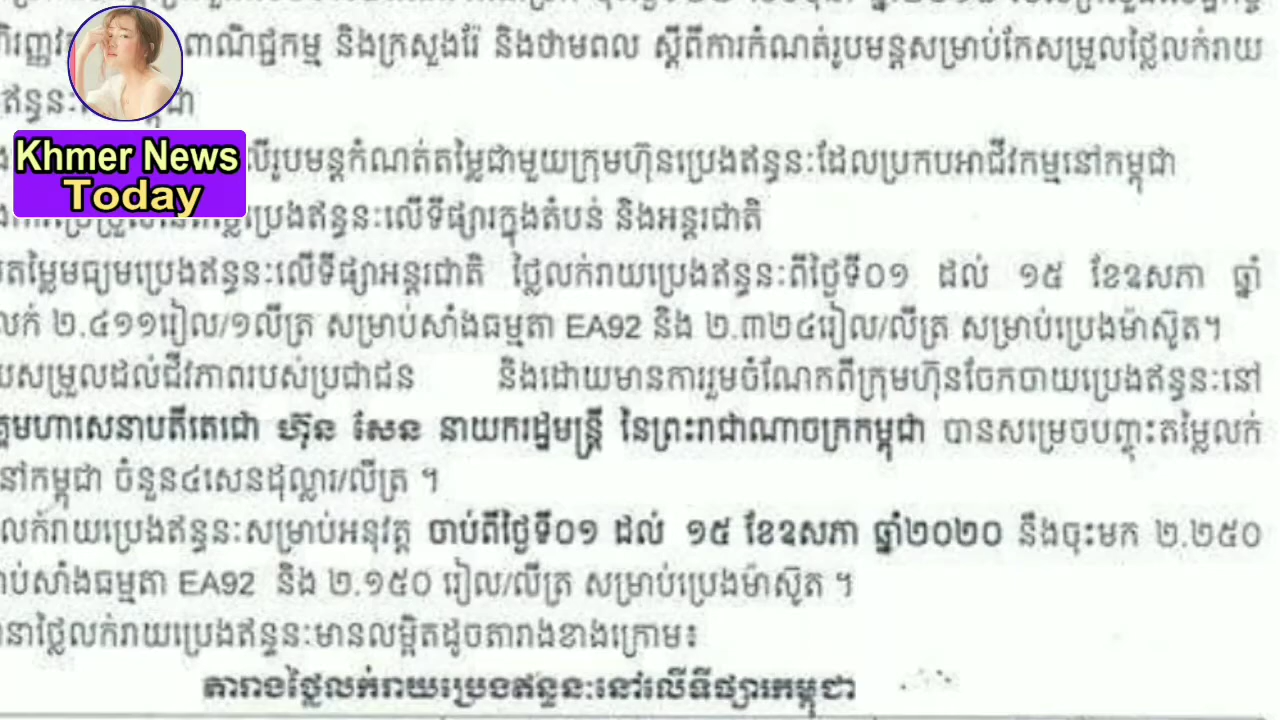 ពាណិជ្ជកម្ម និងក្រសួងរ៉ែ និងថាមពល ស្តីពីការកំណត់រូបមន្តសម្រាប់កែសម្រួលថ្លៃលក់រាយ
Khmer News
Today
លើរូបមន្តកំណត់តម្លៃជាមួយក្រុមហ៊ុនប្រេងឥន្ធនៈដែលប្រកបអាជីវកម្មនៅកម្ពុជា
ប្រេងឥន្ធនៈលើទីផ្សារក្នុងតំបន់ និងអន្តរជាតិ
តម្លៃមធ្យមប្រេងឥន្ធនៈលើទីផ្សារអន្តរជាតិ ថ្លៃលក់រាយប្រេងឥន្ធនៈពីថ្ងៃទី០១ ដល់ ១៥ ខែឧសភា ឆ្នាំ
លក់ ២.៤១១រៀល/១លីត្រ សម្រាប់សាំងធម្មតា EA92 និង ២.៣២៤រៀល/លីត្រ សម្រាប់ប្រេងម៉ាស៊ូត។
សម្រួលដល់ជីវភាពរបស់ប្រជាជន និងដោយមានការរួមចំណែកពីក្រុមហ៊ុនចែកចាយប្រេងឥន្ធនៈនៅ
មហាសេនាបតីតេជោ ហ៊ុន សែន នាយករដ្ឋមន្ត្រី នៃព្រះរាជាណាចក្រកម្ពុជា បានសម្រេចបញ្ចុះតម្លៃលក់
នៅកម្ពុជា ចំនួន៤សេនដុល្លារ/លីត្រ ។
លក់រាយប្រេងឥន្ធនៈសម្រាប់អនុវត្ត ចាប់ពីថ្ងៃទី០១ ដល់ ១៥ ខែឧសភា ឆ្នាំ២០២០ នឹងចុះមក ២.២៥០
សាំងធម្មតា EA92 និង ២.១៥០ រៀល/លីត្រ សម្រាប់ប្រេងម៉ាស៊ូត ។
ថ្លៃលក់រាយប្រេងឥន្ធនៈមានលម្អិតដូចតារាងខាងក្រោម៖
តារាងថ្លៃលក់រាយប្រេងឥន្ធនៈនៅលើទីផ្សារកម្ពុជា